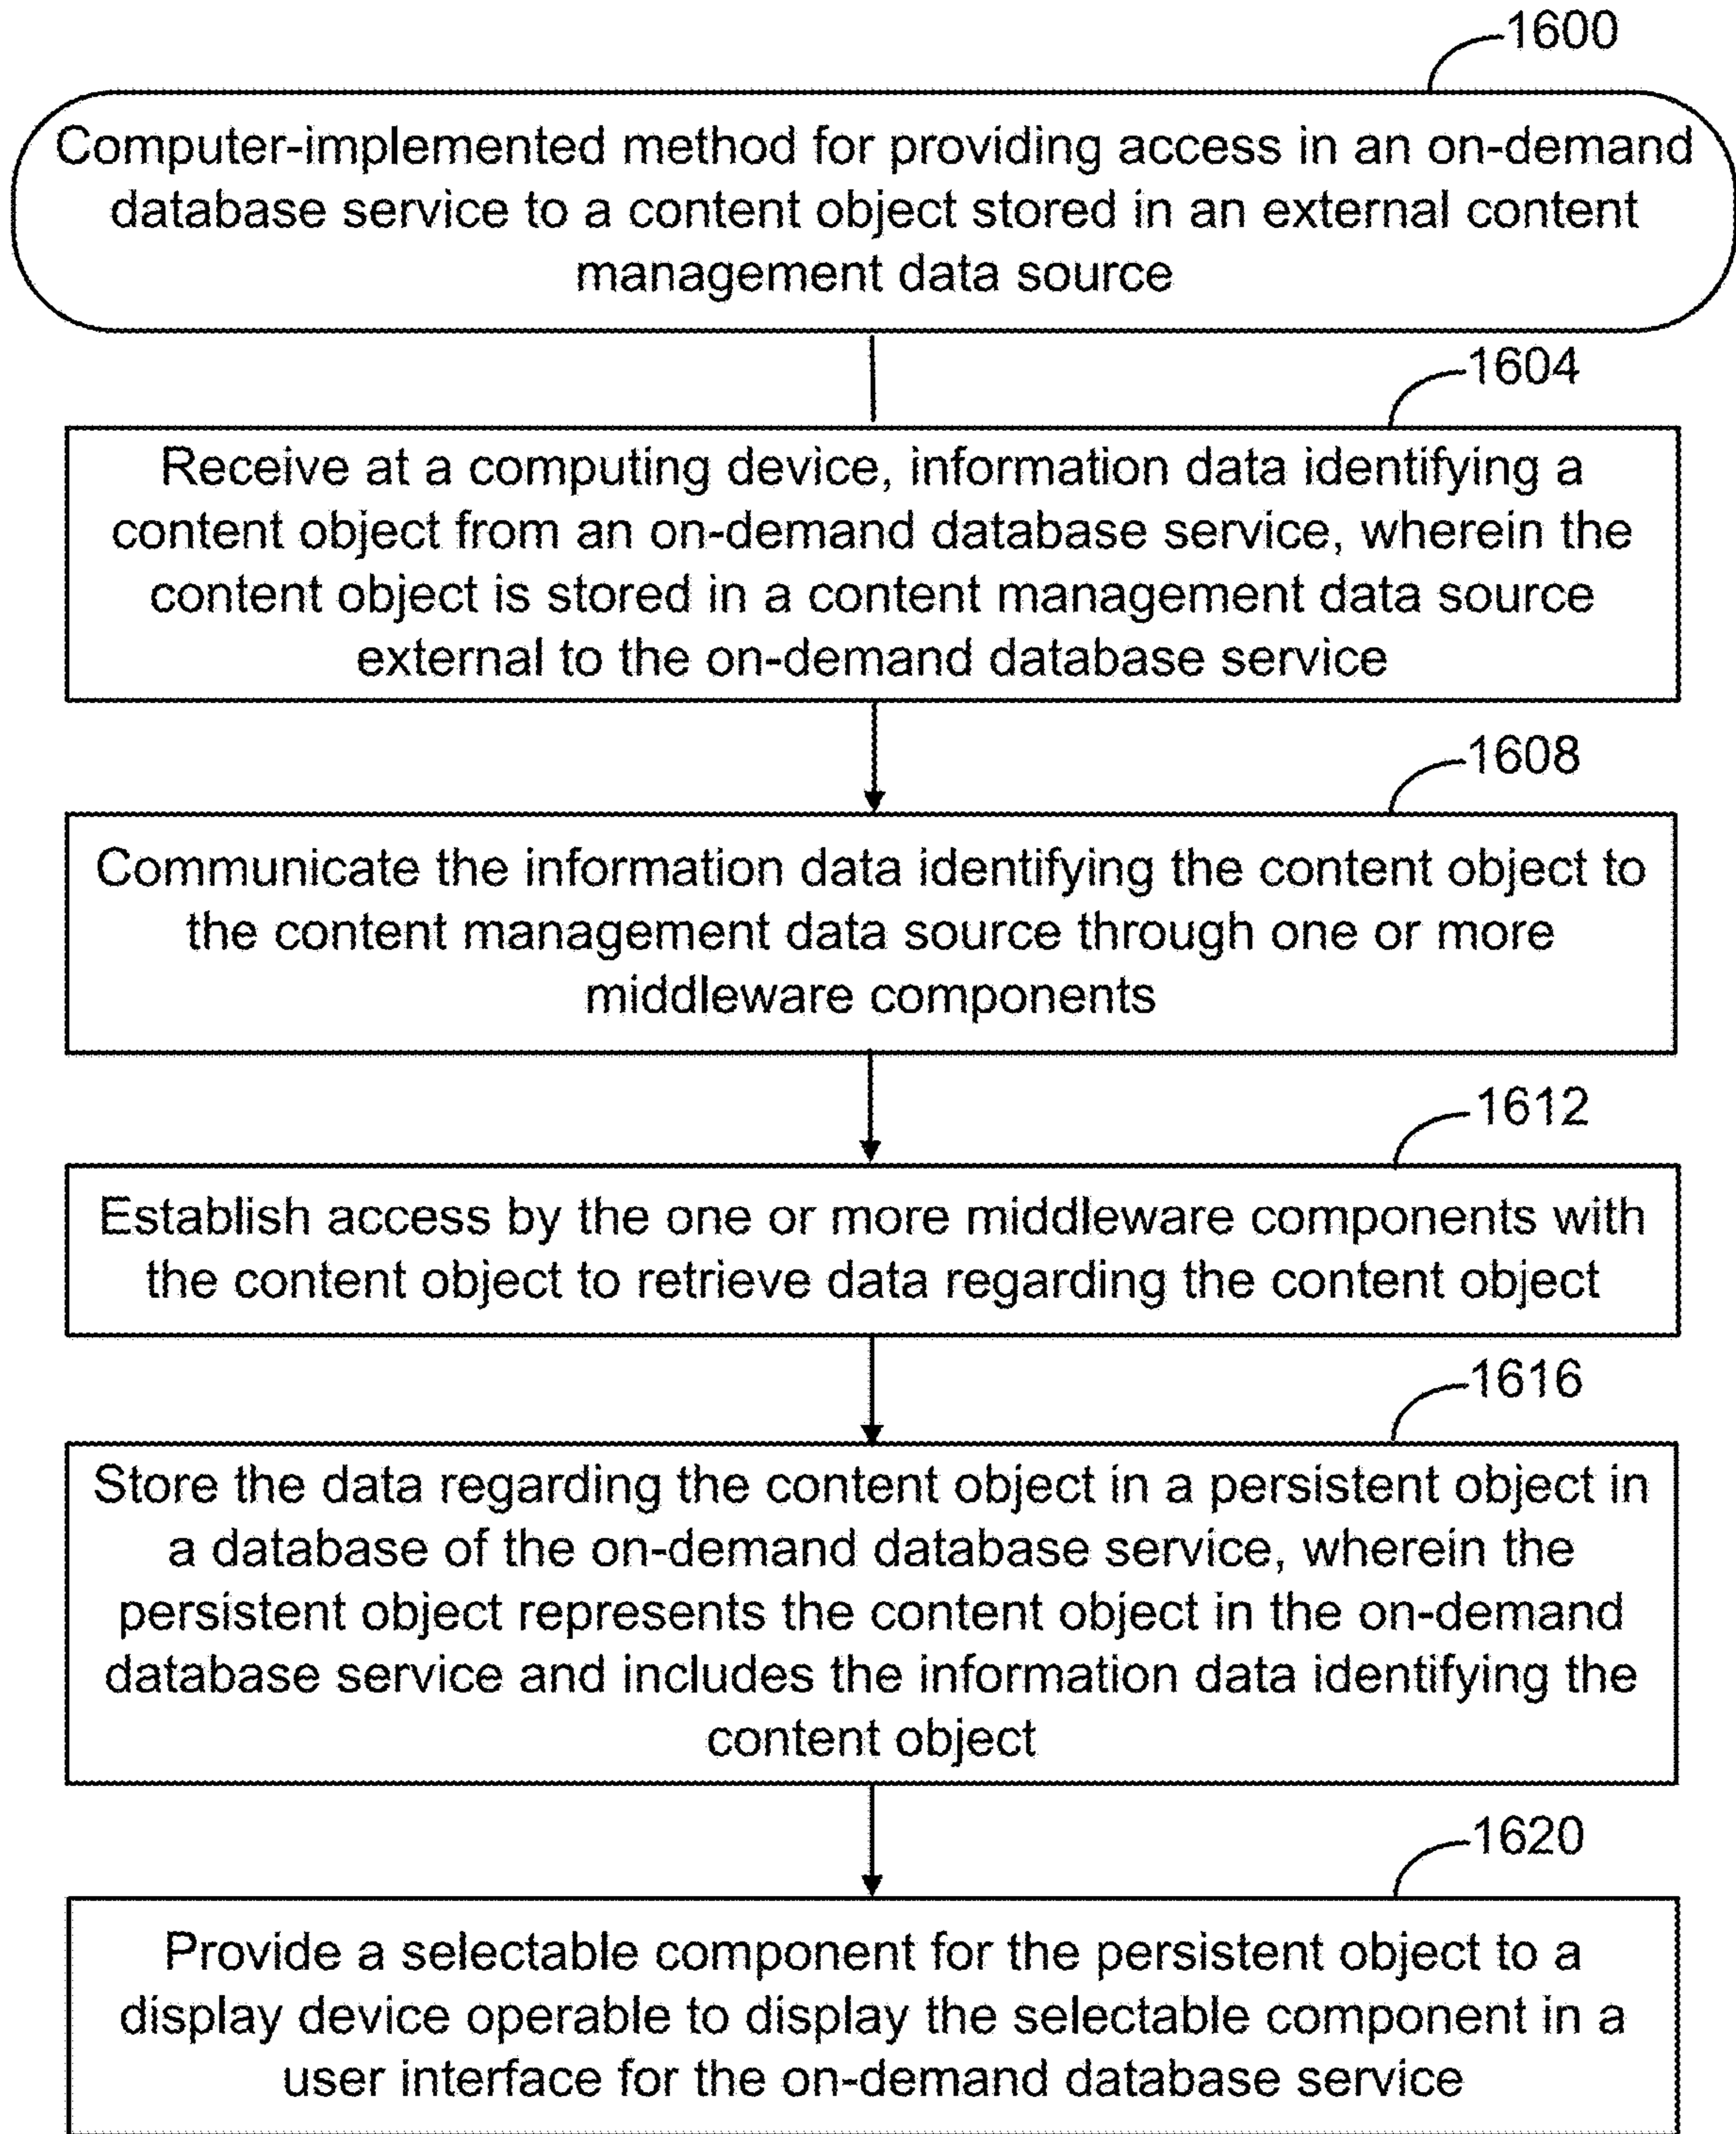 1600
Computer-implemented method for providing access in an on-demand
database service to a content object stored in an external content
management data source
1604
Receive at a computing device, information data identifying a
content object from an on-demand database service, wherein the
content object is stored in a content management data source
external to the on-demand database service
1608
Communicate the information data identifying the content object to
the content management data source through one or more
middleware components
1612
Establish access by the one or more middleware components with
the content object to retrieve data regarding the content object
1616
Store the data regarding the content object in a persistent object in
a database of the on-demand database service, wherein the
persistent object represents the content object in the on-demand
database service and includes the information data identifying the
content object
1620
Provide a selectable component for the persistent object to a
display device operable to display the selectable component in a
user interface for the on-demand database service